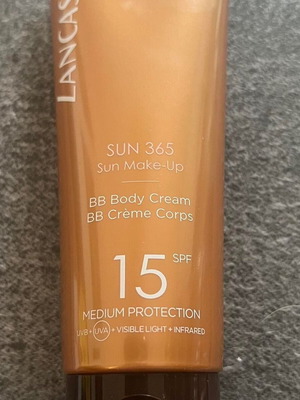 LANCAS
SUN 365
Sun Make-Up
BB Body Cream
BB Crème Corps
15 SPF
MEDIUM PROTECTION
UVB + UVA + VISIBLE LIGHT + INFRARED